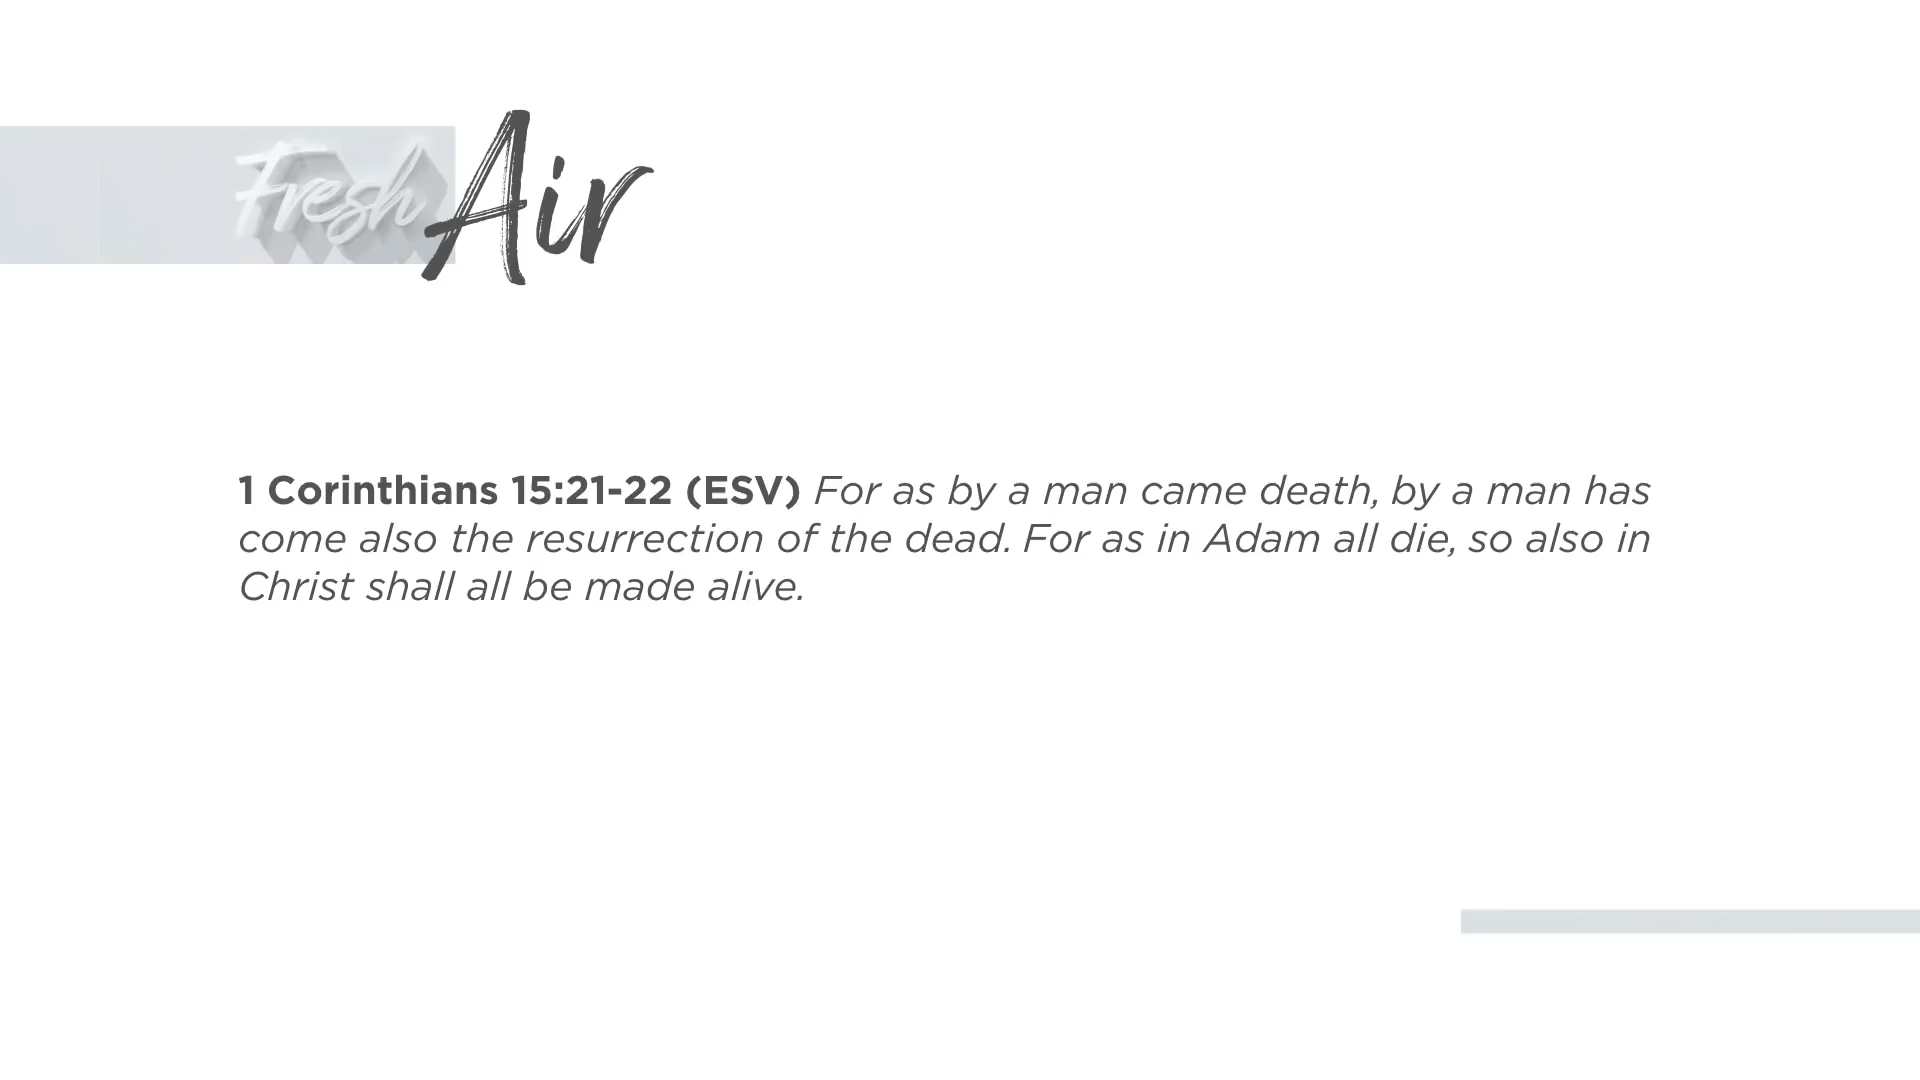 Fresh Air
1 Corinthians 15:21-22 (ESV) For as by a man came death, by a man has
come also the resurrection of the dead. For as in Adam all die, so also in
Christ shall all be made alive.